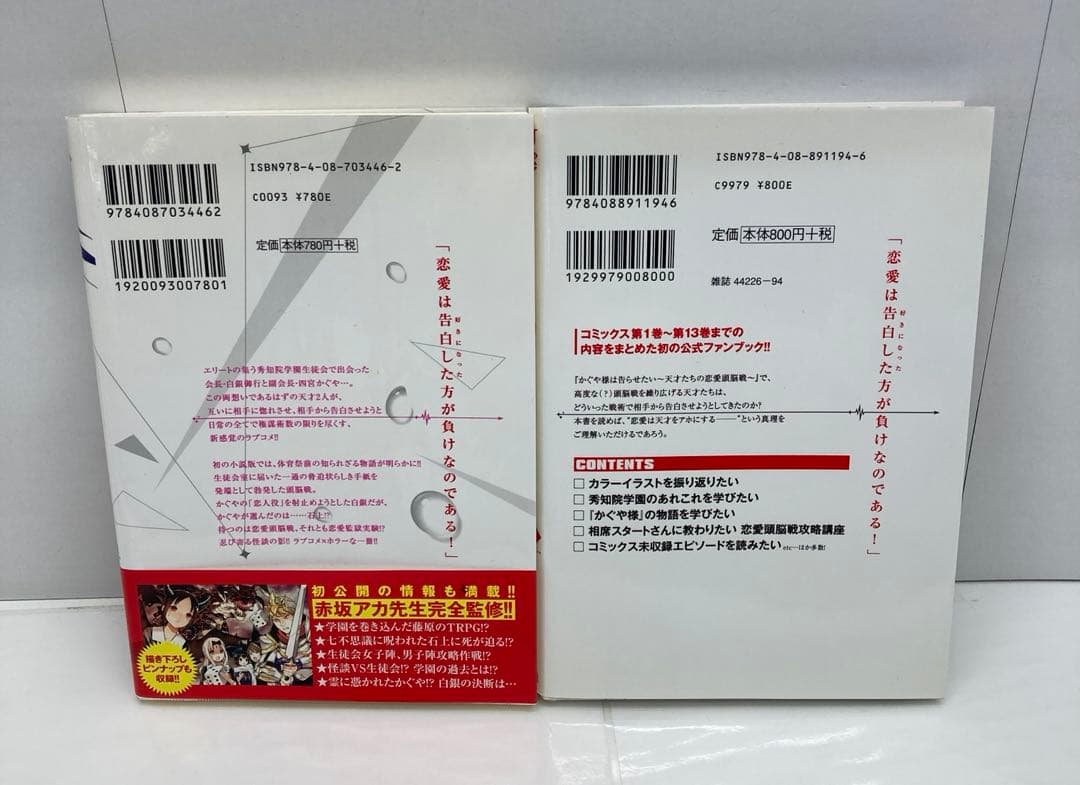 ISBN978-4-08-703446-2
C0093 ¥780E
9784087034462
定価 本体780円+税
1920093007801
「恋愛は告白した方が負けなのである!」
好きになった
エリートの集う秀知院学園生徒会で出会った
会長・白銀御行と副会長・四宮かぐや…。
この両想いであるはずの天才2人が、
互いに相手に惚れさせ、相手から告白させようと
日常の全てで権謀術数の限りを尽くす、
新感覚のラブコメ!!
初の小説版では、体育祭前の知られざる物語が明らかに!!
生徒会室に届いた一通の脅迫状らしき手紙を
発端として勃発した頭脳戦。
かぐやの「恋人役」を射止めようとした白銀だが、
かぐやが選んだのは……石上!?
待つのは恋愛頭脳戦、それとも恋愛監獄実験!?
忍び寄る怪談の影!! ラブコメ×ホラーな一冊!!
初公開の情報も満載!!
赤坂アカ先生完全監修!!
★学園を巻き込んだ藤原のTRPG!?
★七不思議に呪われた石上に死が迫る!?
★生徒会女子陣、男子陣攻略作戦!?
★怪談VS生徒会!? 学園の過去とは!?
★霊に憑かれたかぐや!? 白銀の決断は…
描き下ろし
ピンナップも
収録!!
ISBN978-4-08-891194-6
C9979 ¥800E
9784088911946
定価 本体800円+税
1929979008000
雑誌 44226-94
「恋愛は告白した方が負けなのである!」
好きになった
コミックス第1巻~第13巻までの
内容をまとめた初の公式ファンブック!!
『かぐや様は告らせたい~天才たちの恋愛頭脳戦~』で、
高度な(?)頭脳戦を繰り広げる天才たちは、
どういった戦術で相手から告白させようとしてきたのか?
本書を読めば、"恋愛は天才をアホにする――"という真理を
ご理解いただけるであろう。
CONTENTS
□ カラーイラストを振り返りたい
□ 秀知院学園のあれこれを学びたい
□ 『かぐや様』の物語を学びたい
□ 相席スタートさんに教わりたい 恋愛頭脳戦攻略講座
□ コミックス未収録エピソードを読みたい etc…ほか多数!